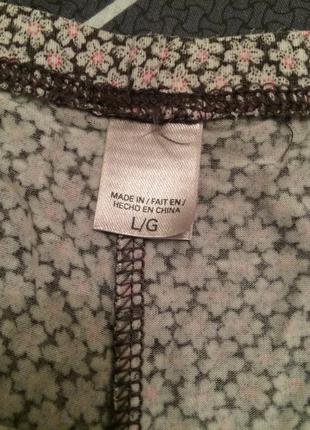 MADE IN / FAIT EN /
HECHO EN CHINA
L/G